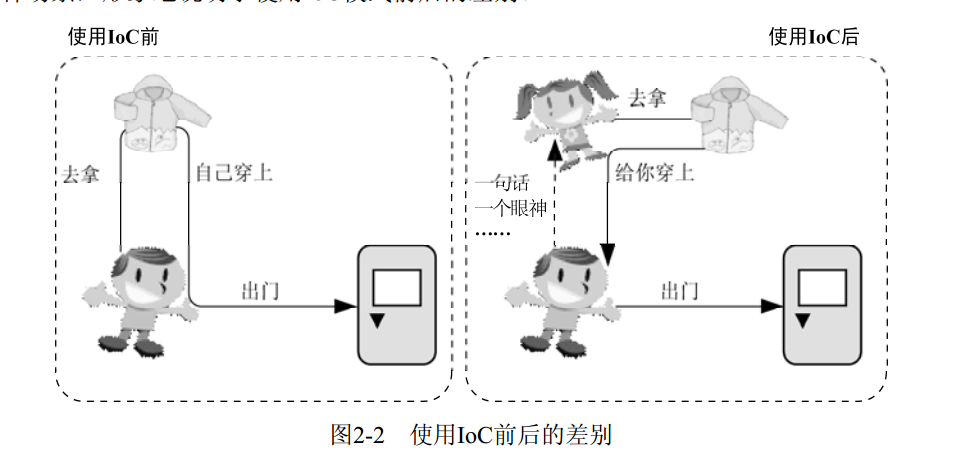 使用IoC前
使用IoC后
去拿
自己穿上
出门
去拿
给你穿上
一句话
一个眼神
……
出门
图2-2 使用IoC前后的差别